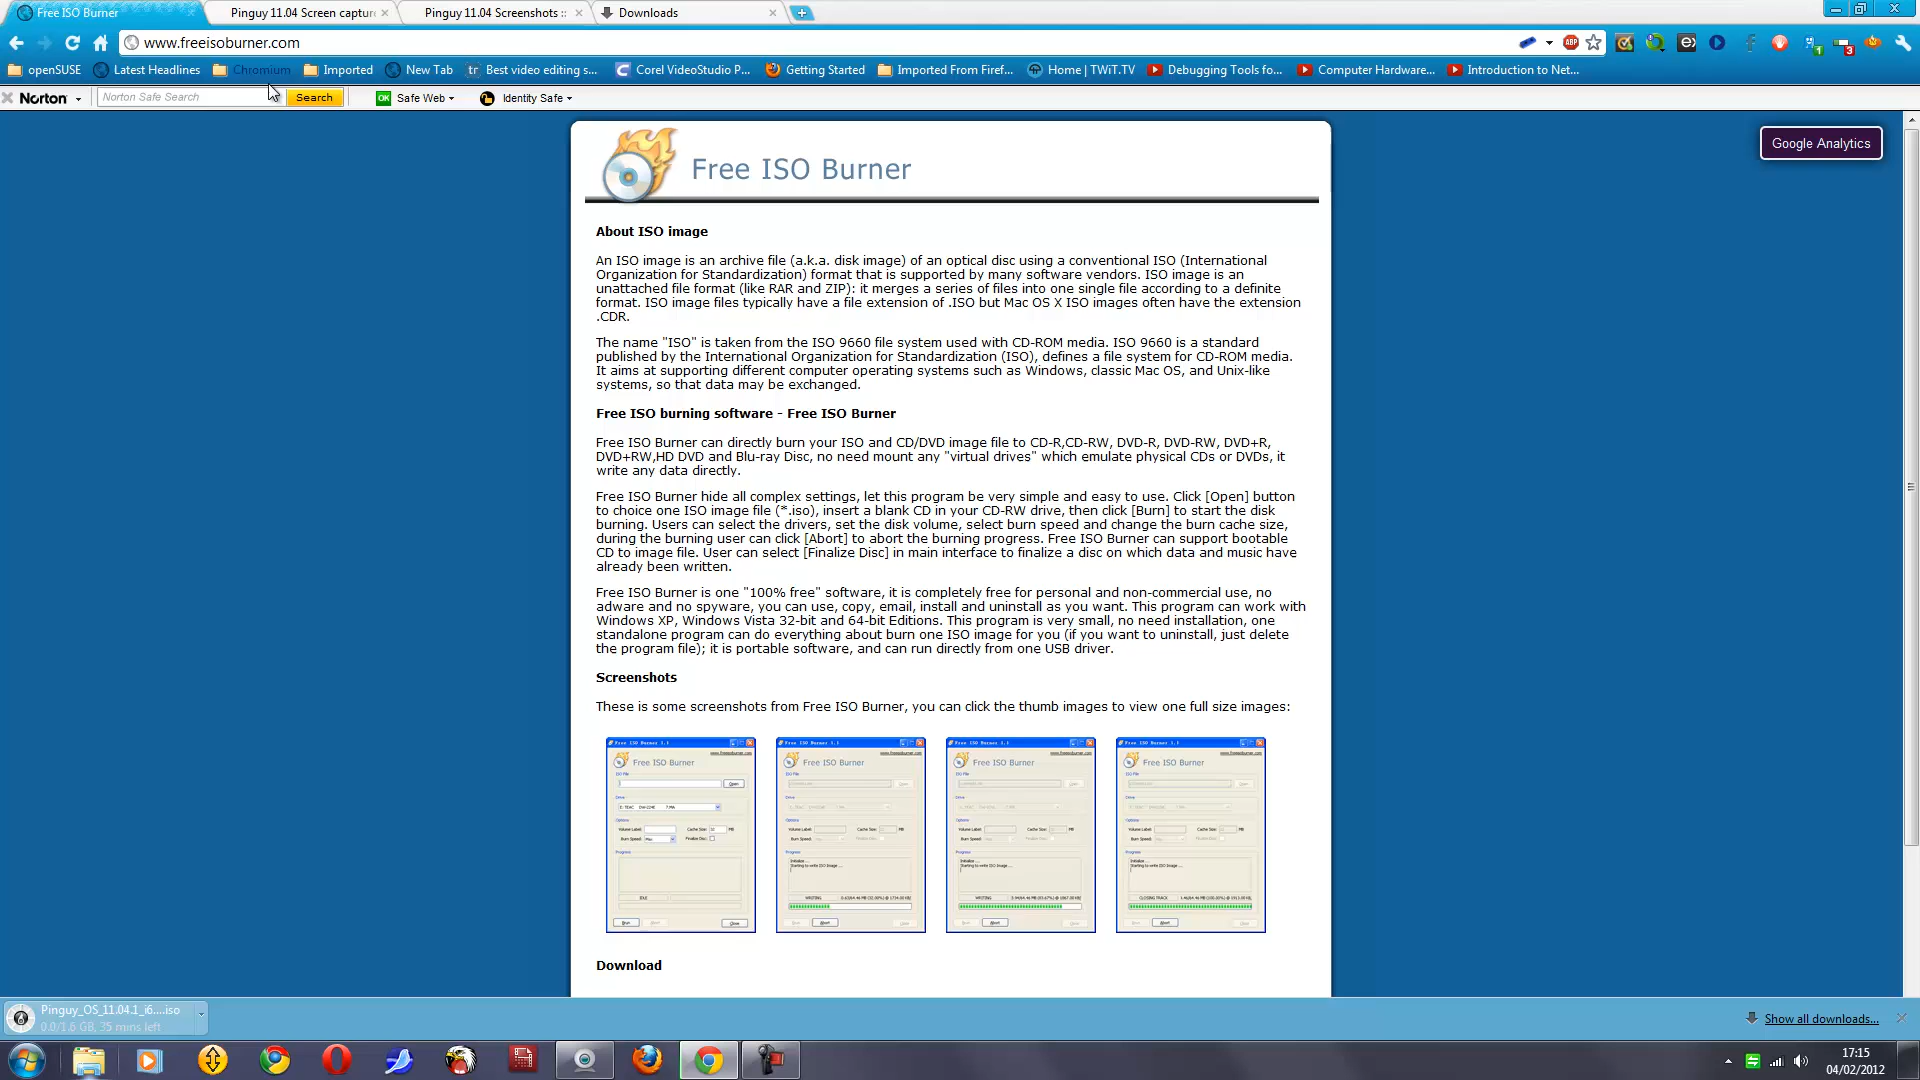 Free ISO Burner
Pinguy 11.04 Screen captur
Pinguy 11.04 Screenshots ::
Downloads
www.freeisoburner.com
ABP
3
1
openSUSE
Latest Headlines
Chromium
Imported
New Tab
Best video editing s...
Corel VideoStudio P...
Getting Started
Imported From Firef...
Home | TWiT.TV
Debugging Tools fo...
Computer Hardware...
Introduction to Net...
Norton
Norton Safe Search
Search
OK
Safe Web
Identity Safe
Google Analytics
Free ISO Burner
About ISO image
An ISO image is an archive file (a.k.a. disk image) of an optical disc using a conventional ISO (International
Organization for Standardization) format that is supported by many software vendors. ISO image is an
unattached file format (like RAR and ZIP): it merges a series of files into one single file according to a definite
format. ISO image files typically have a file extension of .ISO but Mac OS X ISO images often have the extension
.CDR.
The name "ISO" is taken from the ISO 9660 file system used with CD-ROM media. ISO 9660 is a standard
published by the International Organization for Standardization (ISO), defines a file system for CD-ROM media.
It aims at supporting different computer operating systems such as Windows, classic Mac OS, and Unix-like
systems, so that data may be exchanged.
Free ISO burning software - Free ISO Burner
Free ISO Burner can directly burn your ISO and CD/DVD image file to CD-R,CD-RW, DVD-R, DVD-RW, DVD+R,
DVD+RW,HD DVD and Blu-ray Disc, no need mount any "virtual drives" which emulate physical CDs or DVDs, it
write any data directly.
Free ISO Burner hide all complex settings, let this program be very simple and easy to use. Click [Open] button
to choice one ISO image file (*.iso), insert a blank CD in your CD-RW drive, then click [Burn] to start the disk
burning. Users can select the drivers, set the disk volume, select burn speed and change the burn cache size,
during the burning user can click [Abort] to abort the burning progress. Free ISO Burner can support bootable
CD to image file. User can select [Finalize Disc] in main interface to finalize a disc on which data and music have
already been written.
Free ISO Burner is one "100% free" software, it is completely free for personal and non-commercial use, no
adware and no spyware, you can use, copy, email, install and uninstall as you want. This program can work with
Windows XP, Windows Vista 32-bit and 64-bit Editions. This program is very small, no need installation, one
standalone program can do everything about burn one ISO image for you (if you want to uninstall, just delete
the program file); it is portable software, and can run directly from one USB driver.
Screenshots
These is some screenshots from Free ISO Burner, you can click the thumb images to view one full size images:
Free ISO Burner
Free ISO Burner
Free ISO Burner
Free ISO Burner
Download
Pinguy_OS_11.04.1_i6....iso
0.0/1.6 GB, 35 mins left
Show all downloads...
17:15
04/02/2012